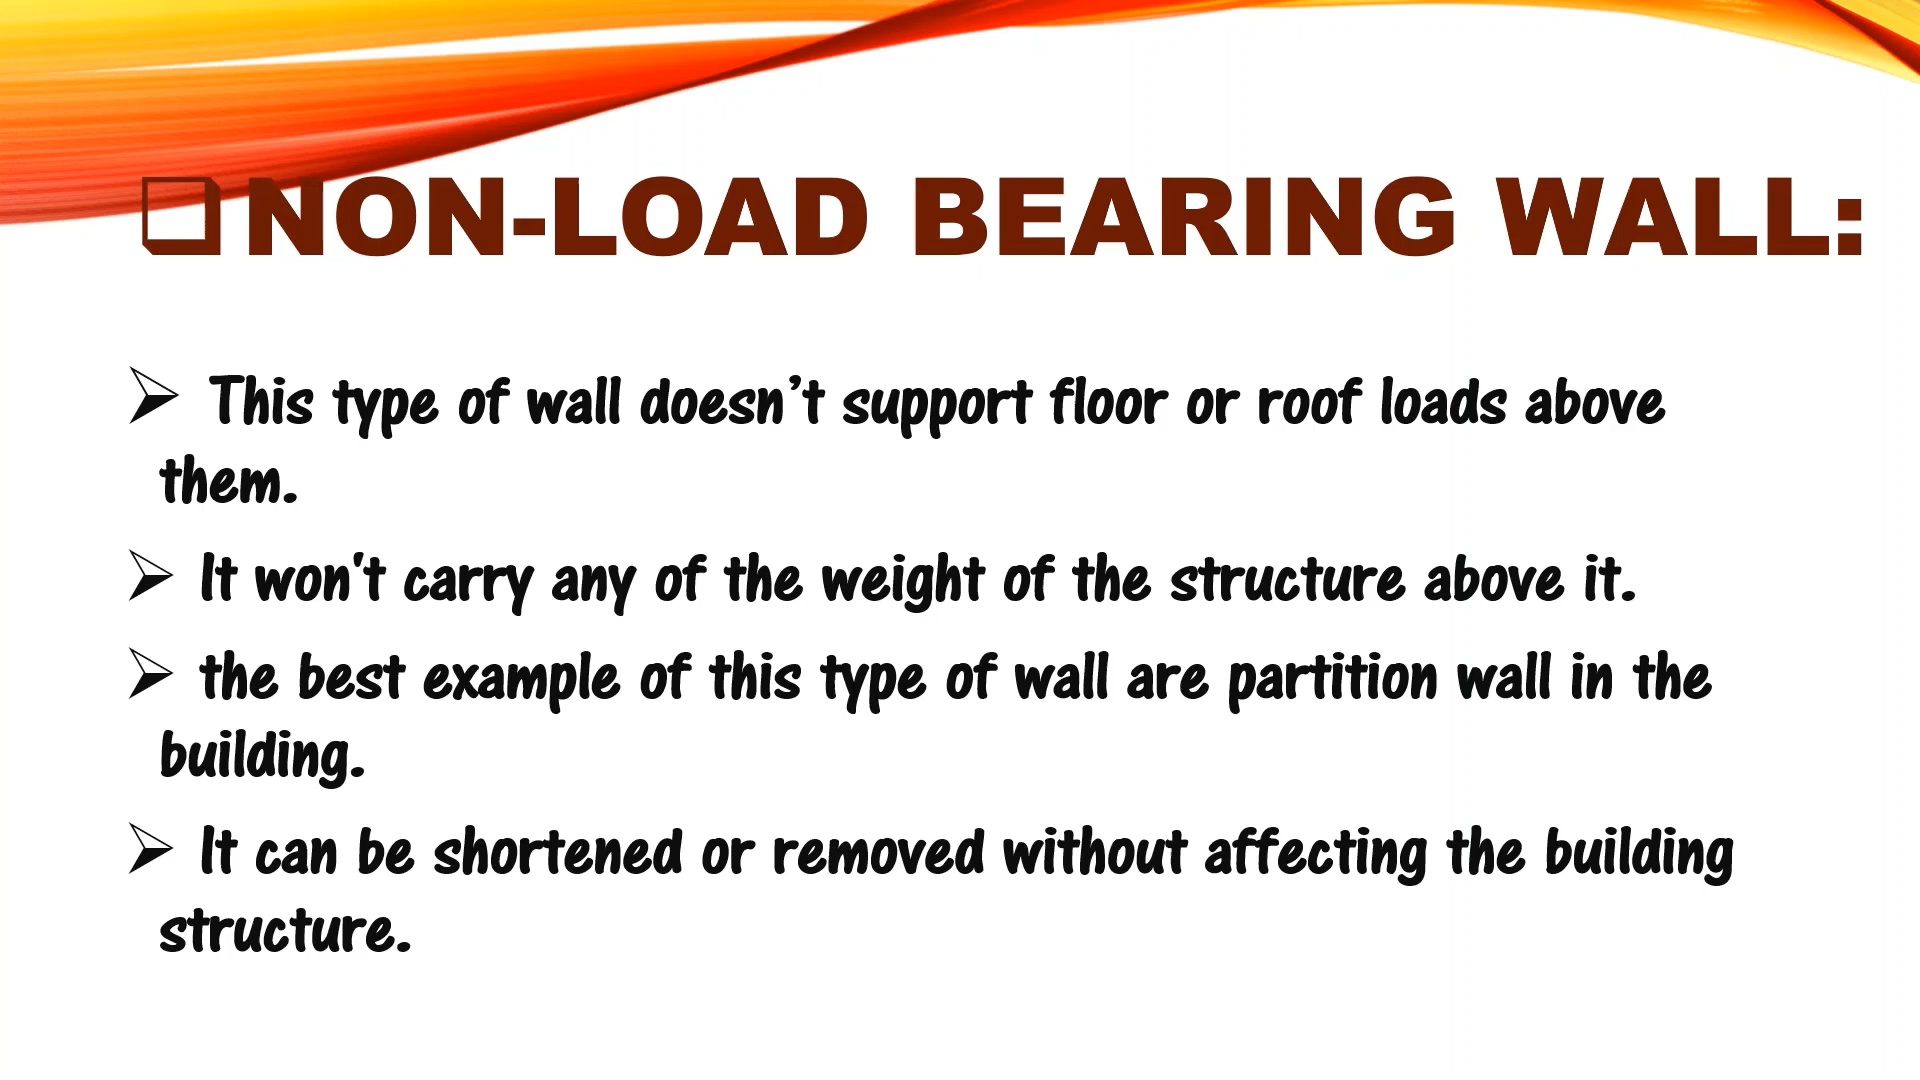 ❑NON-LOAD BEARING WALL:
➢ This type of wall doesn’t support floor or roof loads above
them.
➢ It won't carry any of the weight of the structure above it.
➢ the best example of this type of wall are partition wall in the
building.
➢ It can be shortened or removed without affecting the building
structure.